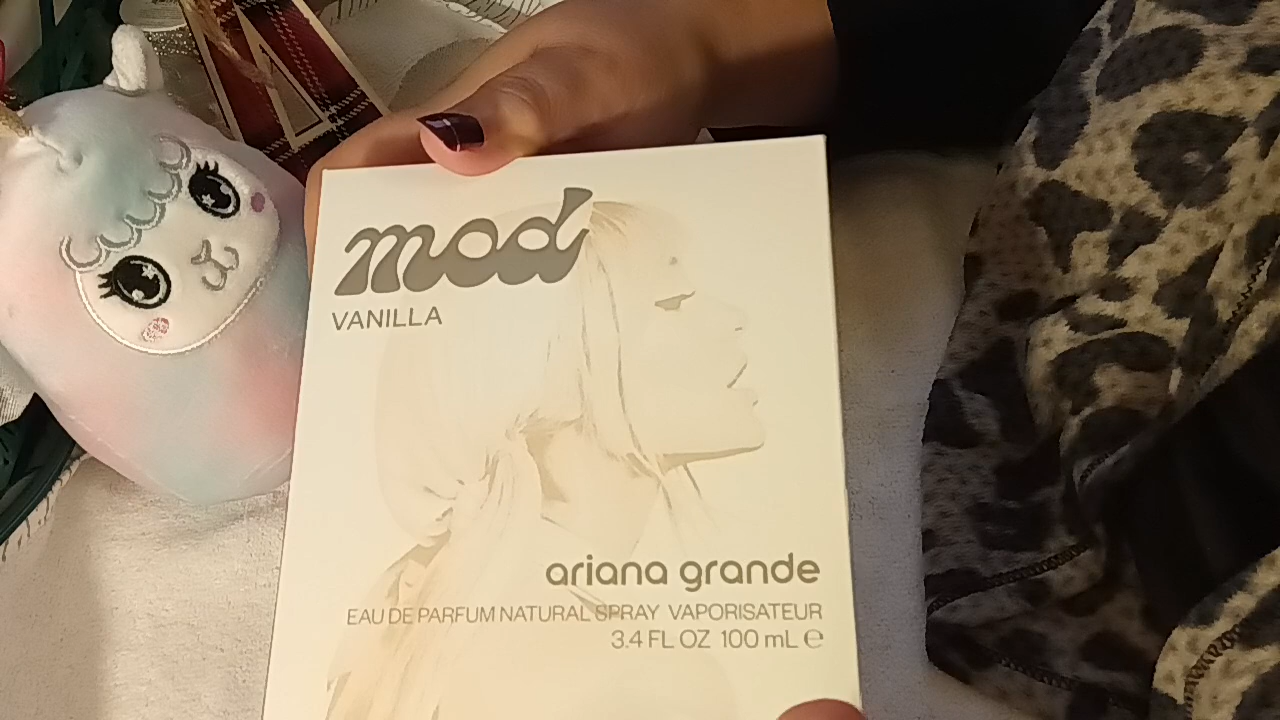 mod
VANILLA
ariana grande
EAU DE PARFUM NATURAL SPRAY VAPORISATEUR
3.4 FL OZ 100 mL ℮